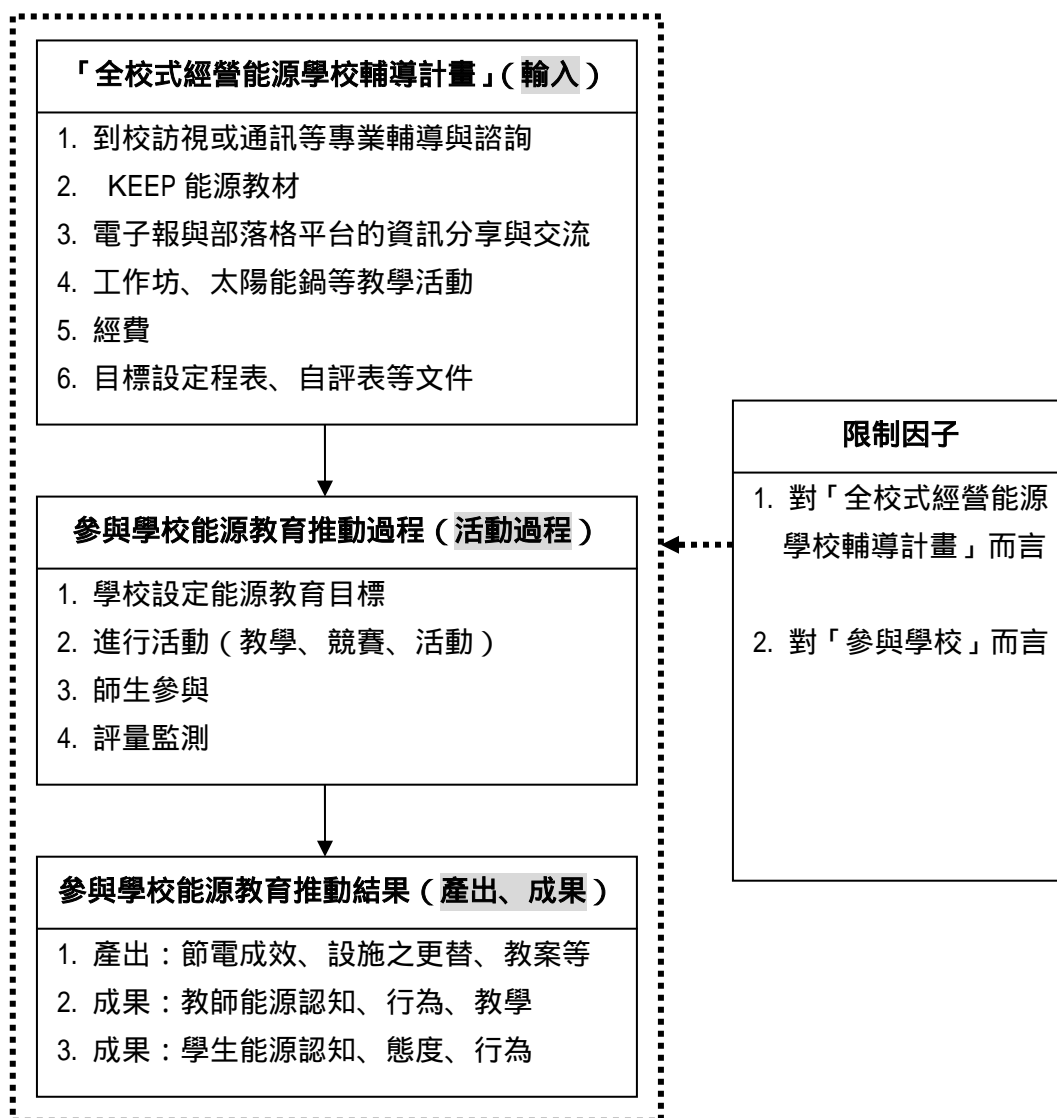 「全校式經營能源學校輔導計畫」（輸入）
1. 到校訪視或通訊等專業輔導與諮詢
2. KEEP 能源教材
3. 電子報與部落格平台的資訊分享與交流
4. 工作坊、太陽能鍋等教學活動
5. 經費
6. 目標設定程表、自評表等文件
參與學校能源教育推動過程（活動過程）
1. 學校設定能源教育目標
2. 進行活動（教學、競賽、活動）
3. 師生參與
4. 評量監測
參與學校能源教育推動結果（產出、成果）
1. 產出：節電成效、設施之更替、教案等
2. 成果：教師能源認知、行為、教學
3. 成果：學生能源認知、態度、行為
限制因子
1. 對「全校式經營能源
學校輔導計畫」而言
2. 對「參與學校」而言